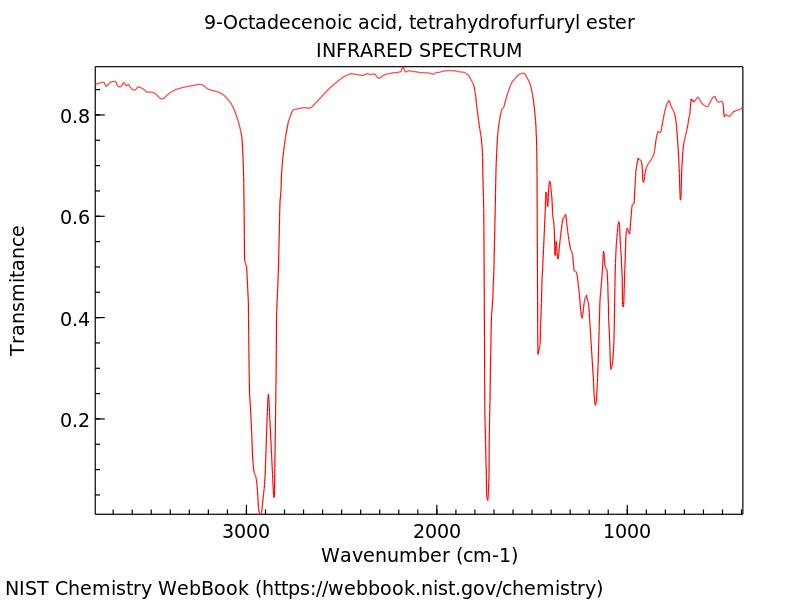 9-Octadecenoic acid, tetrahydrofurfuryl ester
INFRARED SPECTRUM
0.8
0.6
0.4
0.2
Transmitance
3000 2000 1000
Wavenumber (cm-1)
NIST Chemistry WebBook (https://webbook.nist.gov/chemistry)